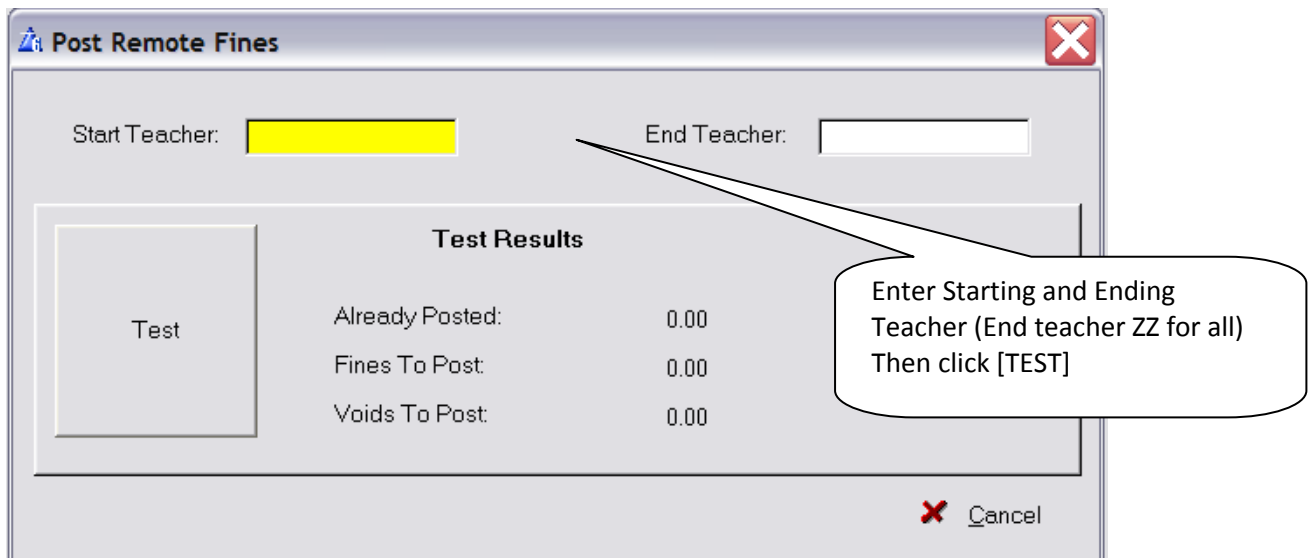 Post Remote Fines
Start Teacher:
End Teacher:
Test
Test Results
Already Posted: 0.00
Fines To Post: 0.00
Voids To Post: 0.00
Enter Starting and Ending
Teacher (End teacher ZZ for all)
Then click [TEST]
Cancel